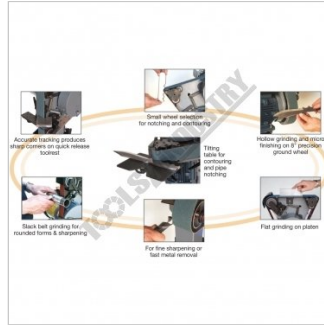 Accurate tracking produces
sharp corners on quick release
toolrest
Small wheel selection
for notching and contouring
Hollow grinding and micro
finishing on 8" precision
ground wheel
Tilting
table for
contouring
and pipe
notching
Slack belt grinding for
rounded forms & sharpening
For fine sharpening or
fast metal removal
Flat grinding on platen